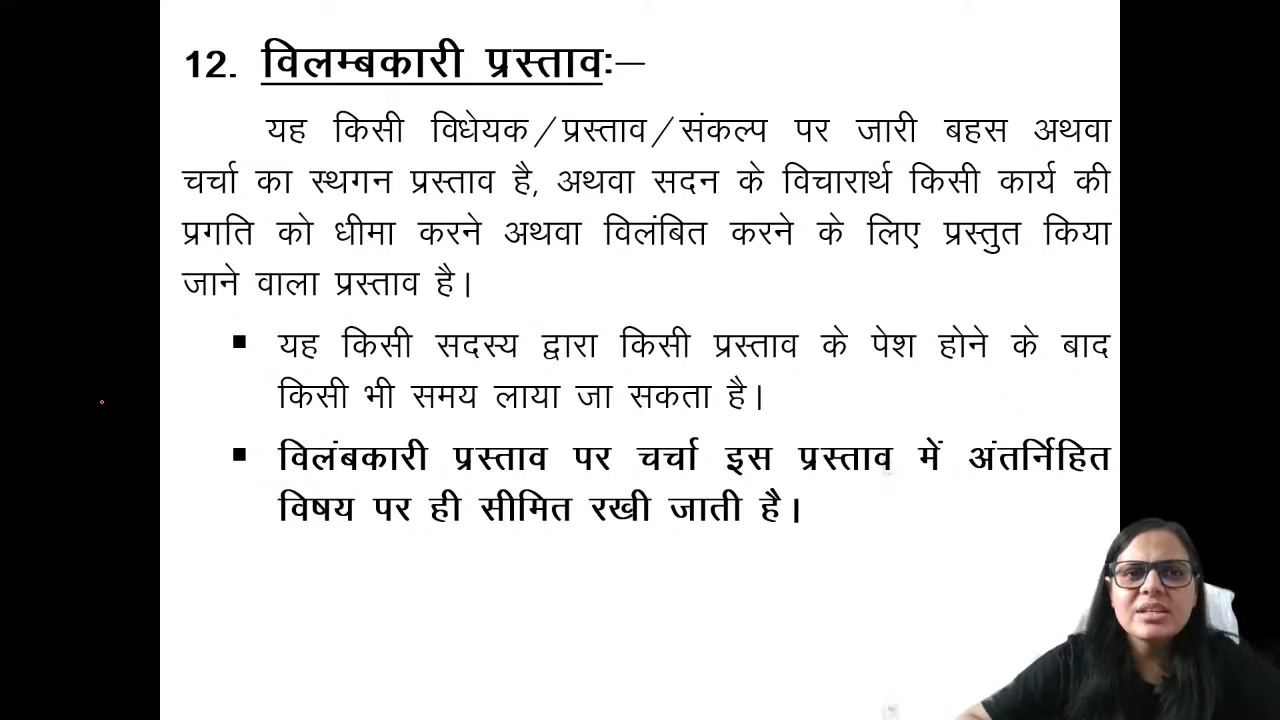 12. विलम्बकारी प्रस्तावः–
यह किसी विधेयक/प्रस्ताव/संकल्प पर जारी बहस अथवा
चर्चा का स्थगन प्रस्ताव है, अथवा सदन के विचारार्थ किसी कार्य की
प्रगति को धीमा करने अथवा विलंबित करने के लिए प्रस्तुत किया
जाने वाला प्रस्ताव है।
▪ यह किसी सदस्य द्वारा किसी प्रस्ताव के पेश होने के बाद
किसी भी समय लाया जा सकता है।
▪ विलंबकारी प्रस्ताव पर चर्चा इस प्रस्ताव में अंतर्निहित
विषय पर ही सीमित रखी जाती है।